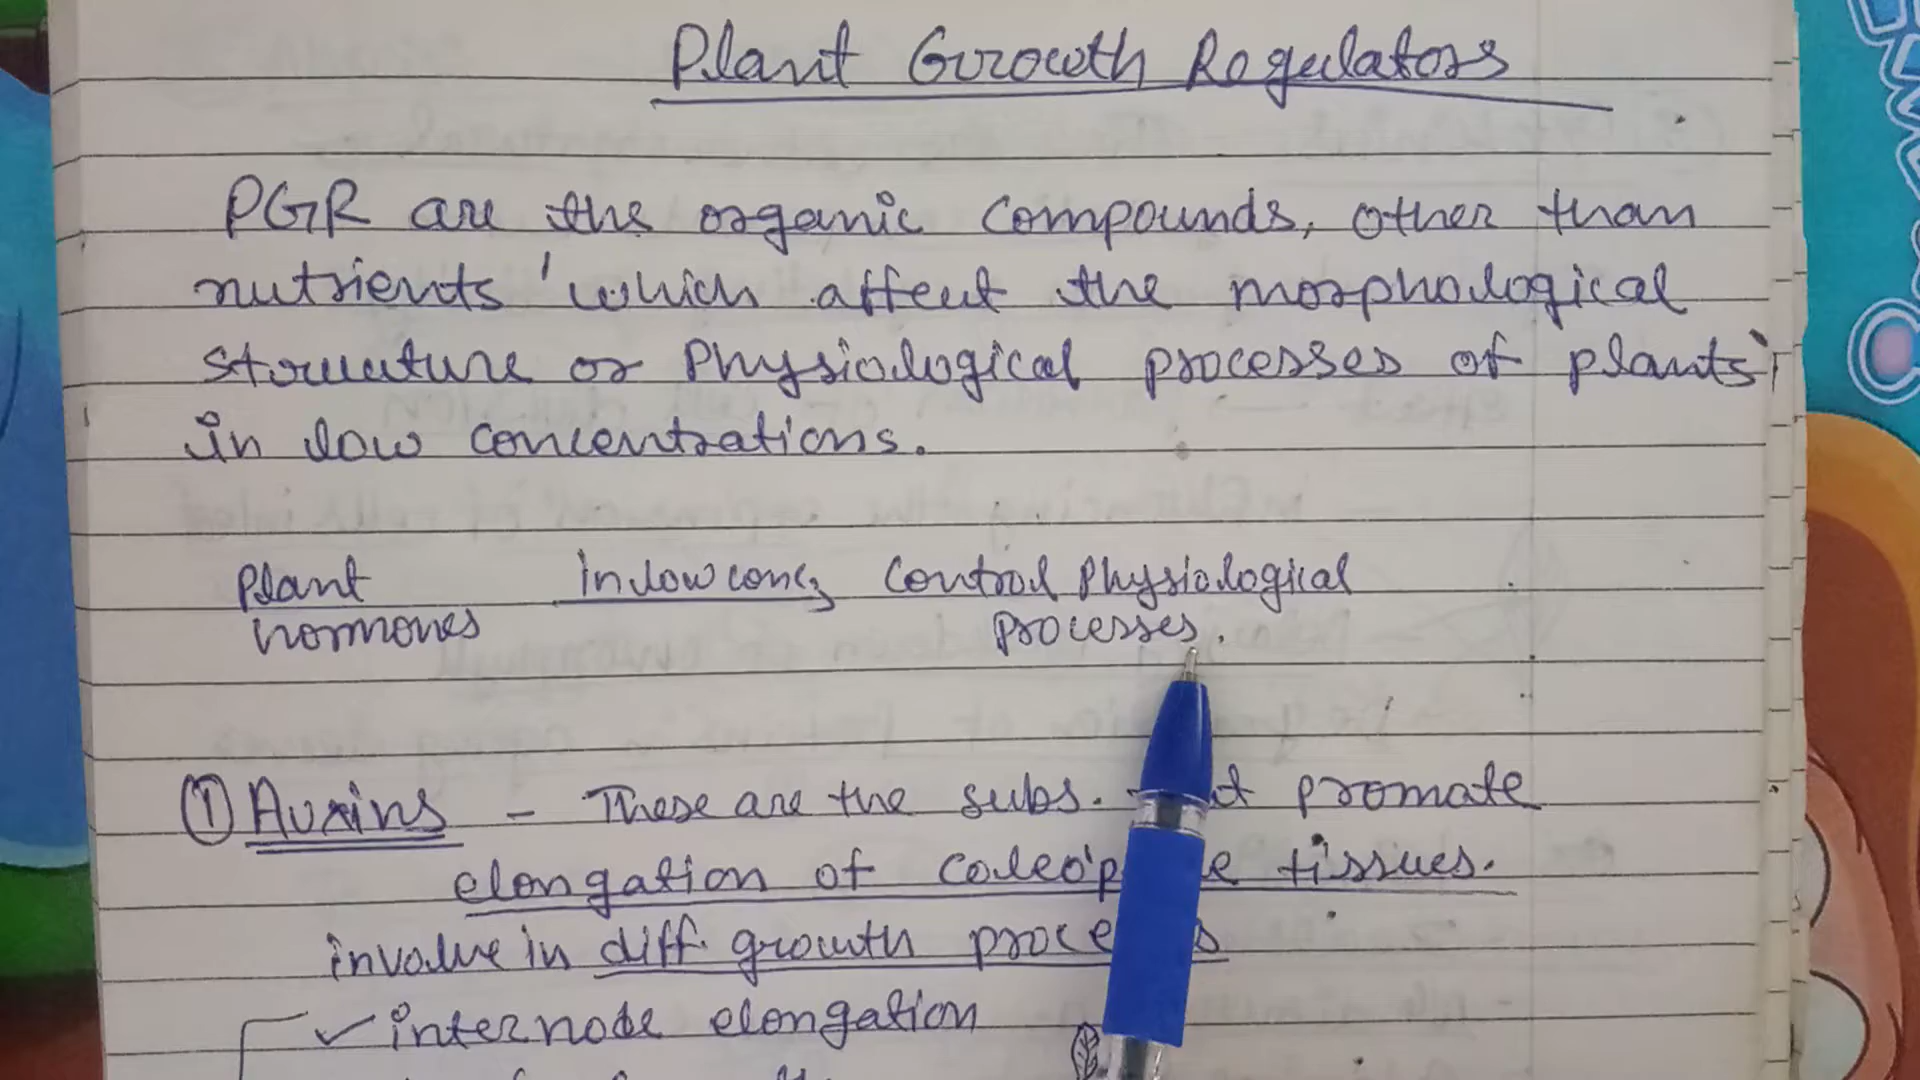 Plant Growth Regulators
PGR are the organic compounds, other than
nutrients which affect the morphological
structure or Physiological processes of plants
in low concentrations.
Plant in low conc, Control Physiological
hormones processes.
① Auxins - These are the subs. promate
elongation of tissues.
involve in diff. growth
✓ internode elongation